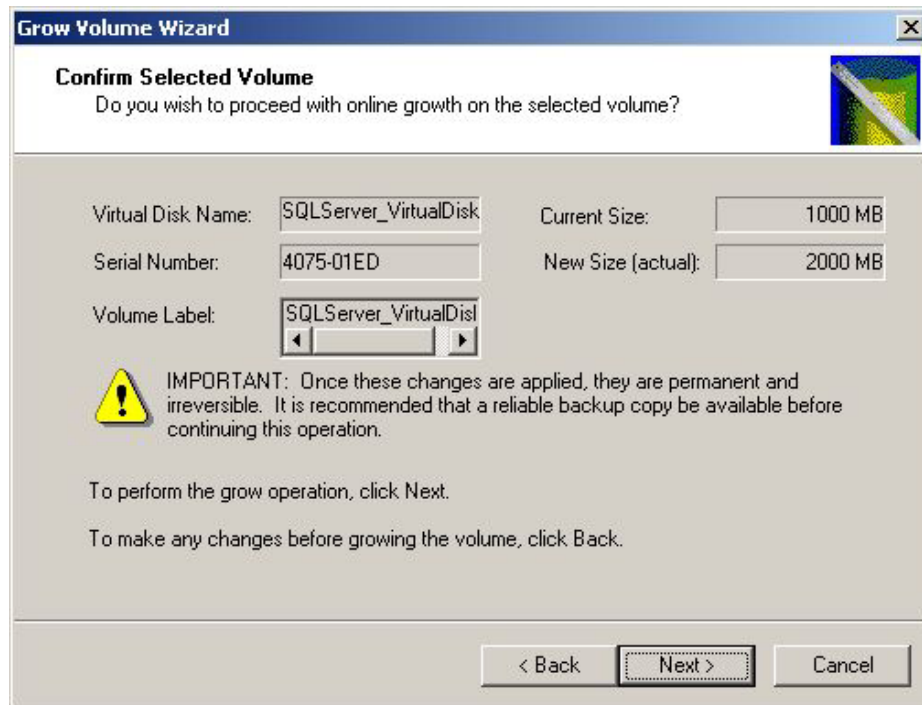 Grow Volume Wizard
Confirm Selected Volume
Do you wish to proceed with online growth on the selected volume?
Virtual Disk Name: SQLServer_VirtualDisk Current Size: 1000 MB
Serial Number: 4075-01ED New Size (actual): 2000 MB
Volume Label: SQLServer_VirtualDisl
IMPORTANT: Once these changes are applied, they are permanent and
irreversible. It is recommended that a reliable backup copy be available before
continuing this operation.
To perform the grow operation, click Next.
To make any changes before growing the volume, click Back.
< Back Next > Cancel